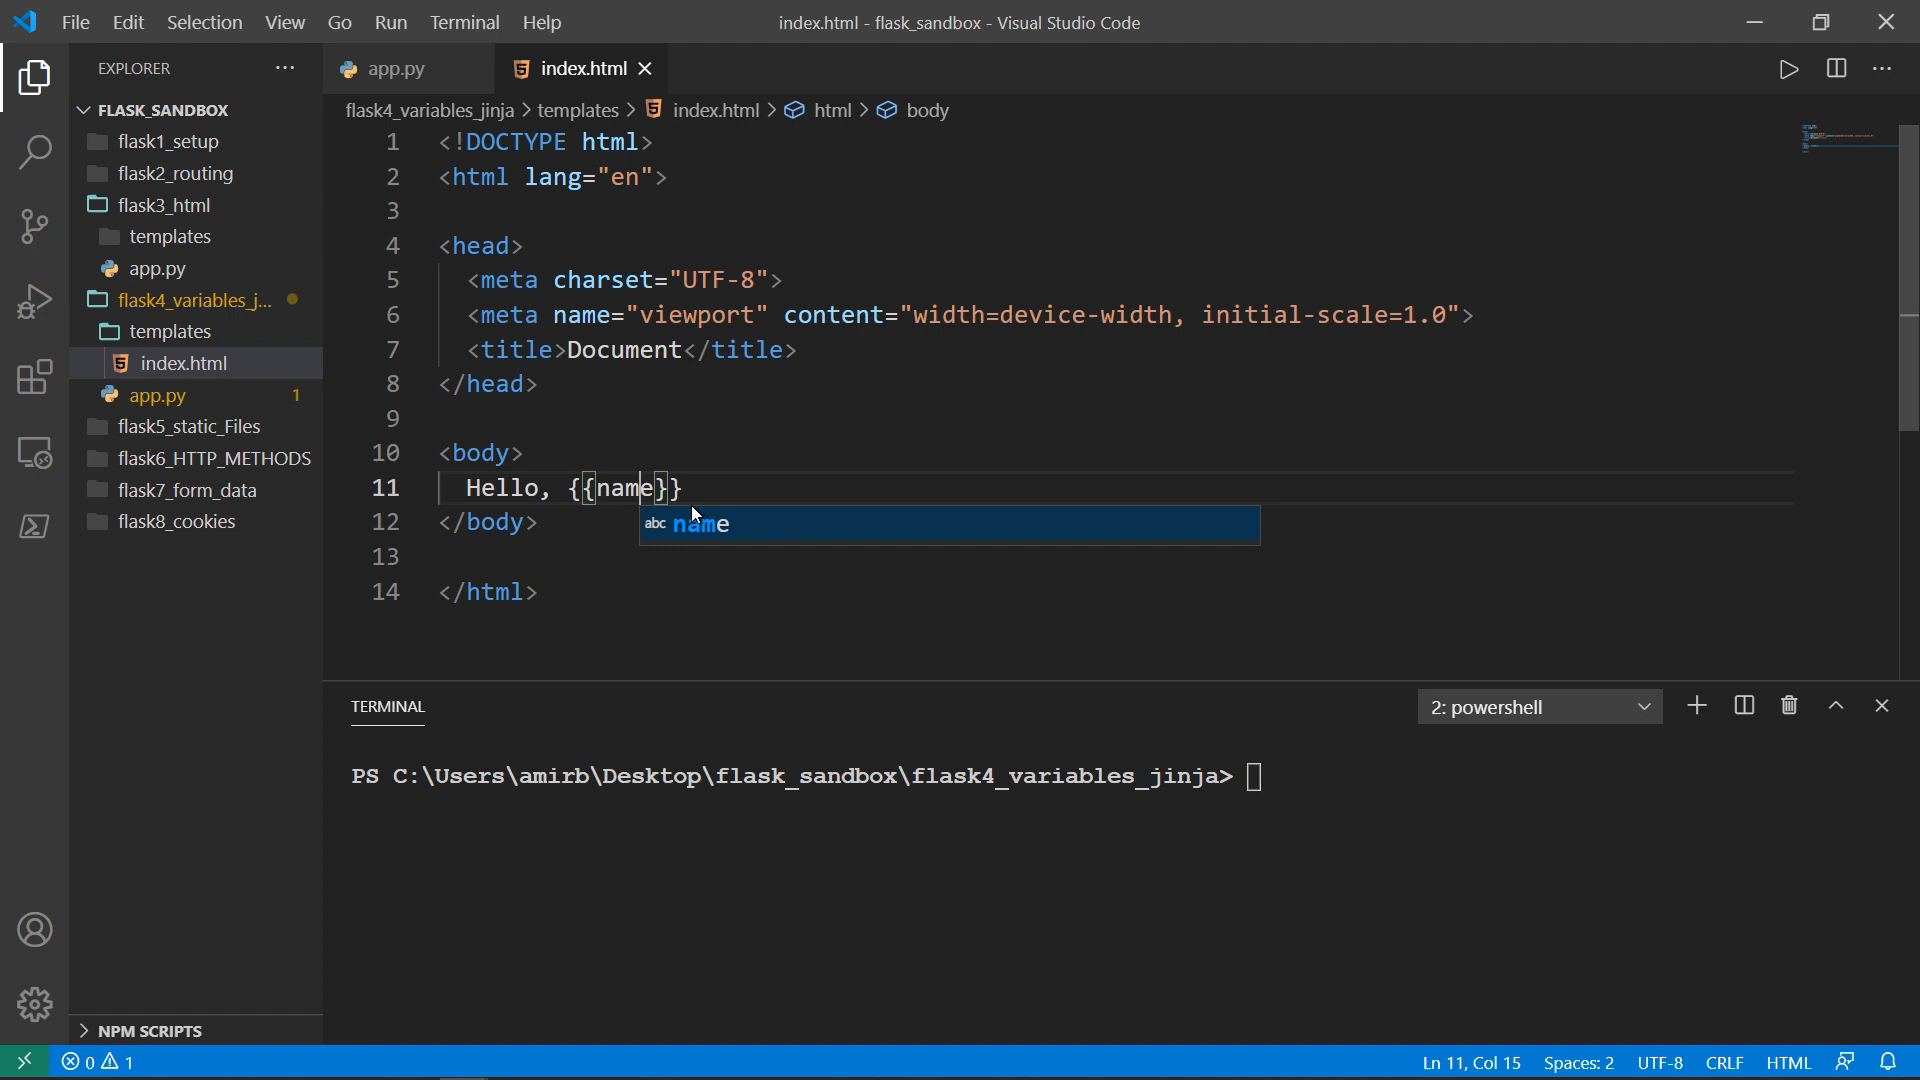 File Edit Selection View Go Run Terminal Help
index.html - flask_sandbox - Visual Studio Code
EXPLORER
FLASK_SANDBOX
flask1_setup
flask2_routing
flask3_html
templates
app.py
flask4_variables_j...
templates
index.html
app.py 1
flask5_static_Files
flask6_HTTP_METHODS
flask7_form_data
flask8_cookies
NPM SCRIPTS
app.py index.html
flask4_variables_jinja > templates > index.html > html > body
1 <!DOCTYPE html>
2 <html lang="en">
3
4 <head>
5 <meta charset="UTF-8">
6 <meta name="viewport" content="width=device-width, initial-scale=1.0">
7 <title>Document</title>
8 </head>
9
10 <body>
11 Hello, {{name}}
abc name
12 </body>
13
14 </html>
TERMINAL
2: powershell
PS C:\Users\amirb\Desktop\flask_sandbox\flask4_variables_jinja>
0 1
Ln 11, Col 15 Spaces: 2 UTF-8 CRLF HTML